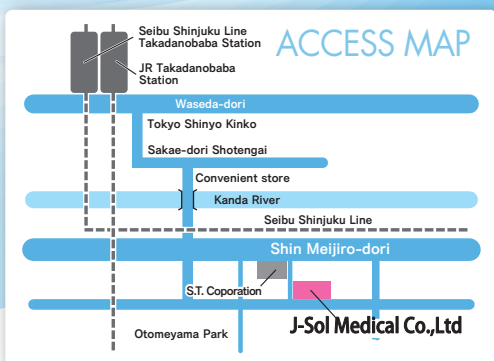 Seibu Shinjuku Line
Takadanobaba Station
ACCESS MAP
JR Takadanobaba
Station
Waseda-dori
Tokyo Shinyo Kinko
Sakae-dori Shotengai
Convenient store
Kanda River
Seibu Shinjuku Line
Shin Meijiro-dori
S.T. Coporation
J-Sol Medical Co.,Ltd
Otomeyama Park